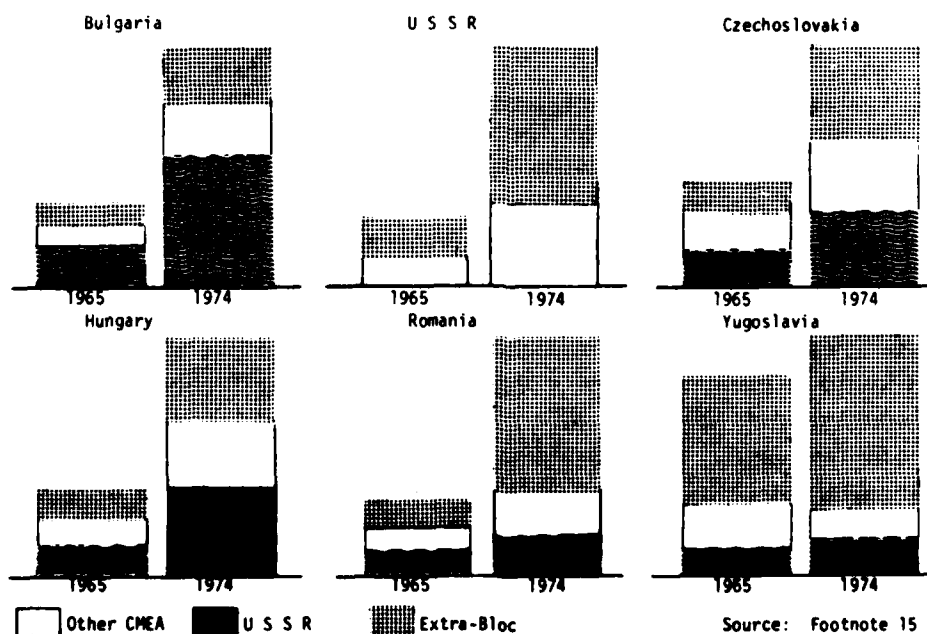 Bulgaria U S S R Czechoslovakia
1965 1974 1965 1974 1965 1974
Hungary Romania Yugoslavia
1965 1974 1965 1974 1965 1974
Other CMEA U S S R Extra-Bloc Source: Footnote 15